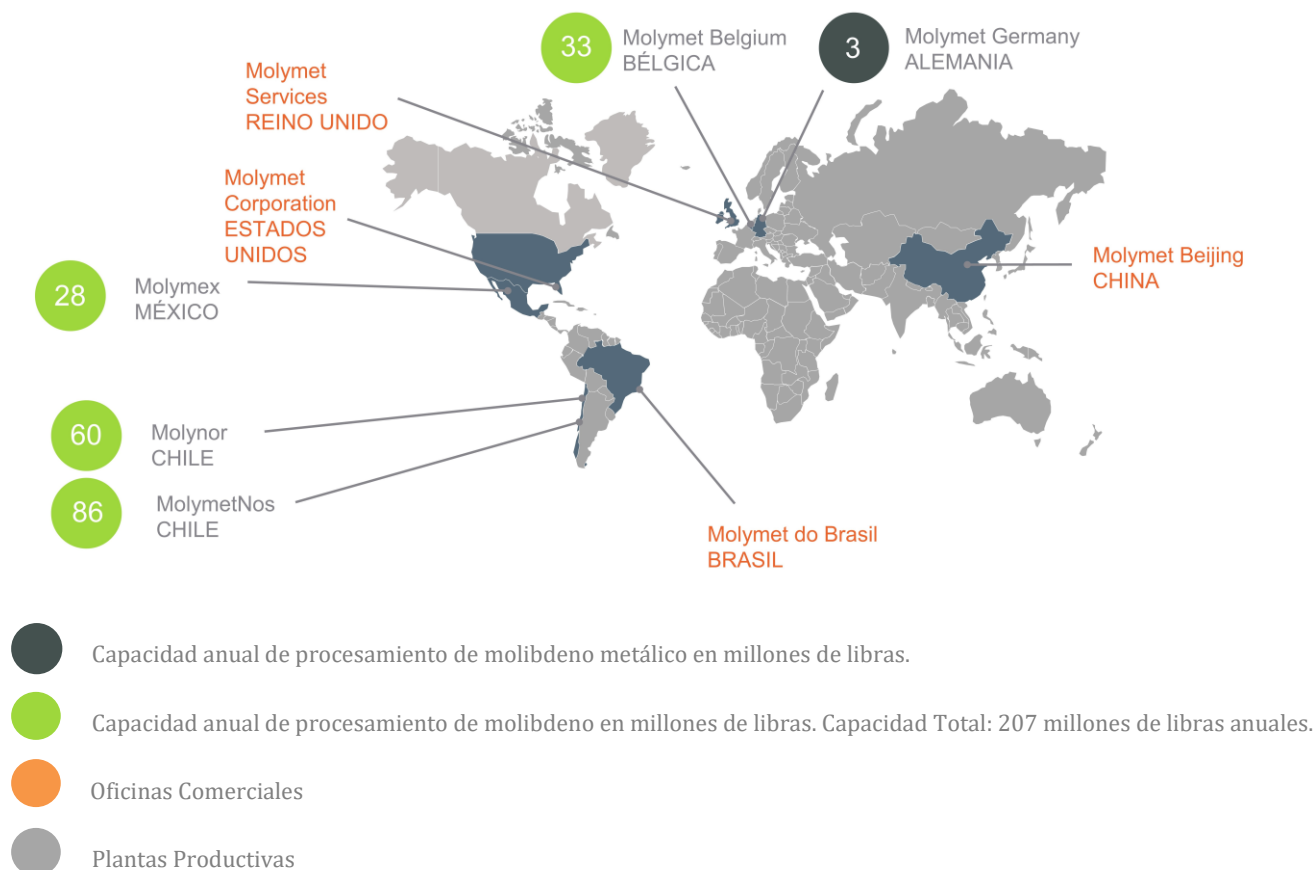 33
Molymet Belgium
BÉLGICA
3
Molymet Germany
ALEMANIA
Molymet
Services
REINO UNIDO
Molymet
Corporation
ESTADOS
UNIDOS
28
Molymex
MÉXICO
Molymet Beijing
CHINA
60
Molynor
CHILE
86
MolymetNos
CHILE
Molymet do Brasil
BRASIL
Capacidad anual de procesamiento de molibdeno metálico en millones de libras.
Capacidad anual de procesamiento de molibdeno en millones de libras. Capacidad Total: 207 millones de libras anuales.
Oficinas Comerciales
Plantas Productivas